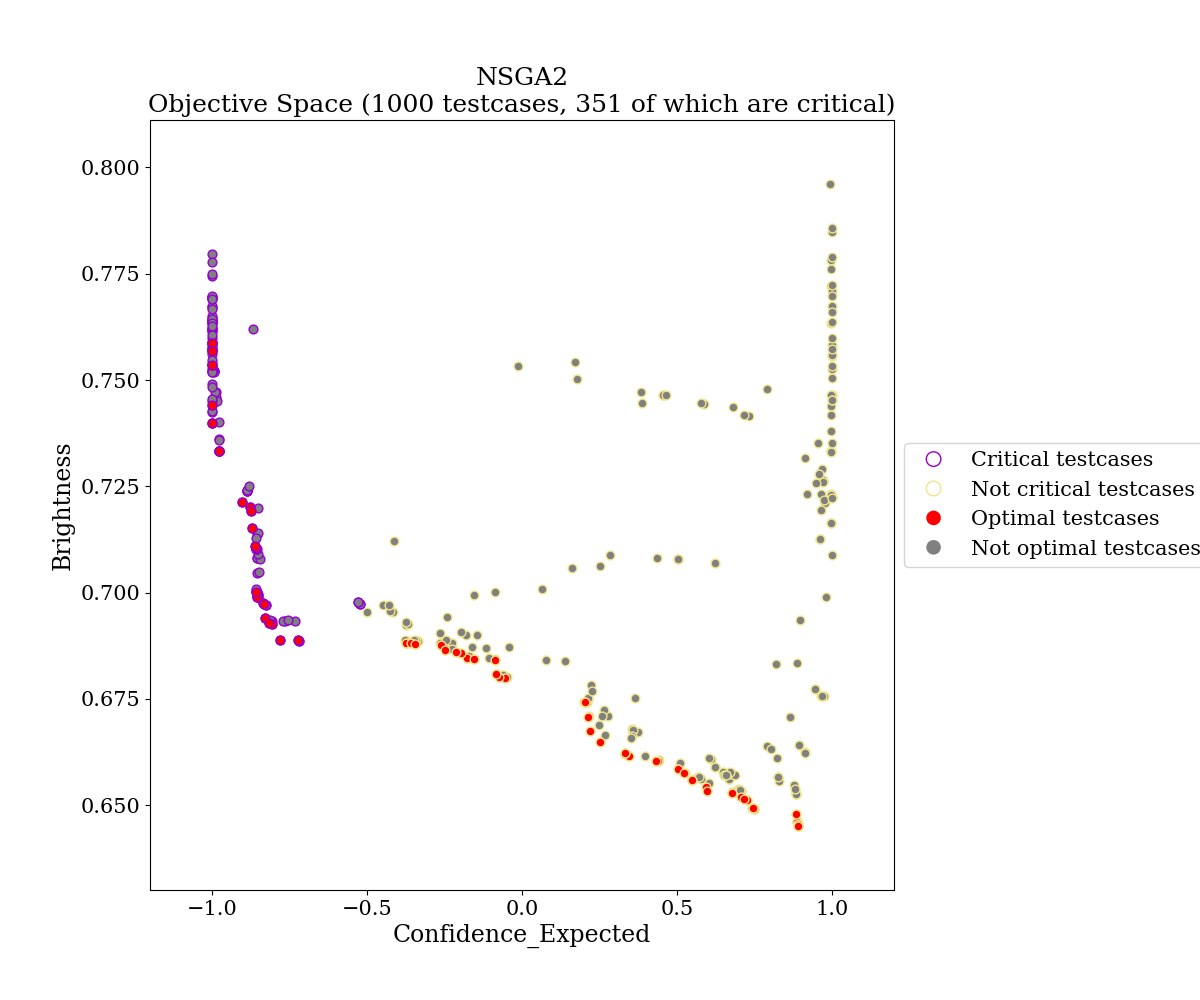 NSGA2
Objective Space (1000 testcases, 351 of which are critical)
0.800
0.775
0.750
0.725
0.700
0.675
0.650
Brightness
−1.0
−0.5
0.0
0.5
1.0
Confidence_Expected
Critical testcases
Not critical testcases
Optimal testcases
Not optimal testcases